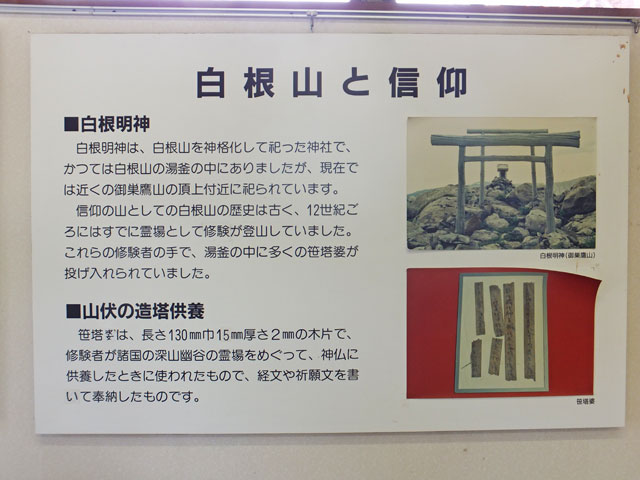 白根山と信仰
■白根明神
白根明神は、白根山を神格化して祀った神社で、
かつては白根山の湯釜の中にありましたが、現在で
は近くの御巣鷹山の頂上付近に祀られています。
信仰の山としての白根山の歴史は古く、12世紀ご
ろにはすでに霊場として修験が登山していました。
これらの修験者の手で、湯釜の中に多くの笹塔婆が
投げ入れられていました。
■山伏の造塔供養
笹塔婆は、長さ130㎜巾15㎜厚さ2㎜の木片で、
修験者が諸国の深山幽谷の霊場をめぐって、神仏に
供養したときに使われたもので、経文や祈願文を書
いて奉納したものです。
白根明神(御巣鷹山)
笹塔婆